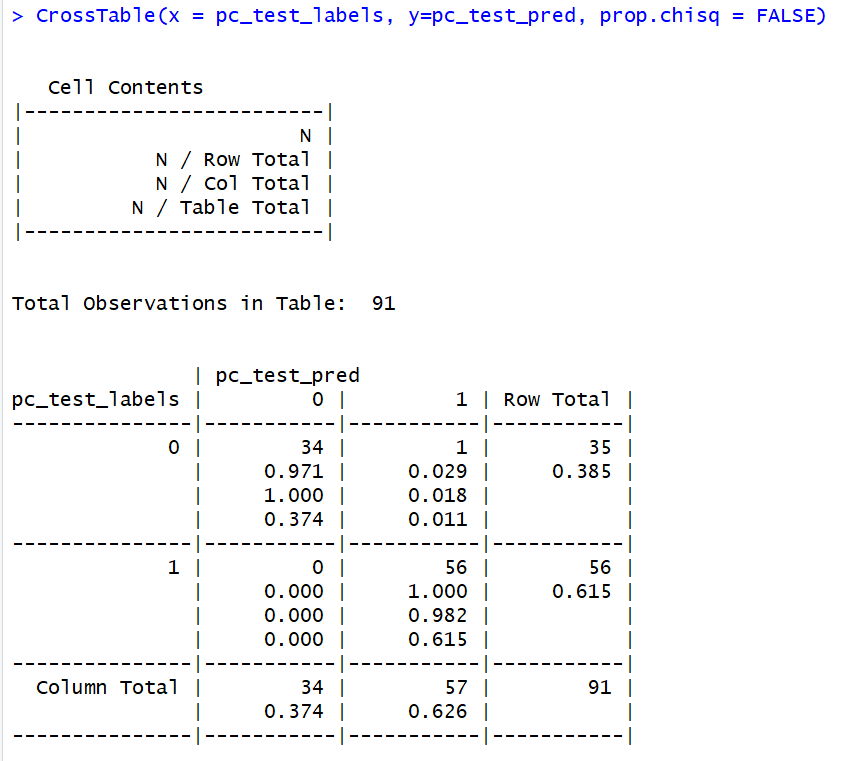 > CrossTable(x = pc_test_labels, y=pc_test_pred, prop.chisq = FALSE)
   Cell Contents
|-------------------------|
|                       N |
|           N / Row Total |
|           N / Col Total |
|         N / Table Total |
|-------------------------|
Total Observations in Table:  91
               | pc_test_pred
pc_test_labels |         0 |         1 | Row Total |
---------------|-----------|-----------|-----------|
             0 |        34 |         1 |        35 |
               |     0.971 |     0.029 |     0.385 |
               |     1.000 |     0.018 |           |
               |     0.374 |     0.011 |           |
---------------|-----------|-----------|-----------|
             1 |         0 |        56 |        56 |
               |     0.000 |     1.000 |     0.615 |
               |     0.000 |     0.982 |           |
               |     0.000 |     0.615 |           |
---------------|-----------|-----------|-----------|
  Column Total |        34 |        57 |        91 |
               |     0.374 |     0.626 |           |
---------------|-----------|-----------|-----------|